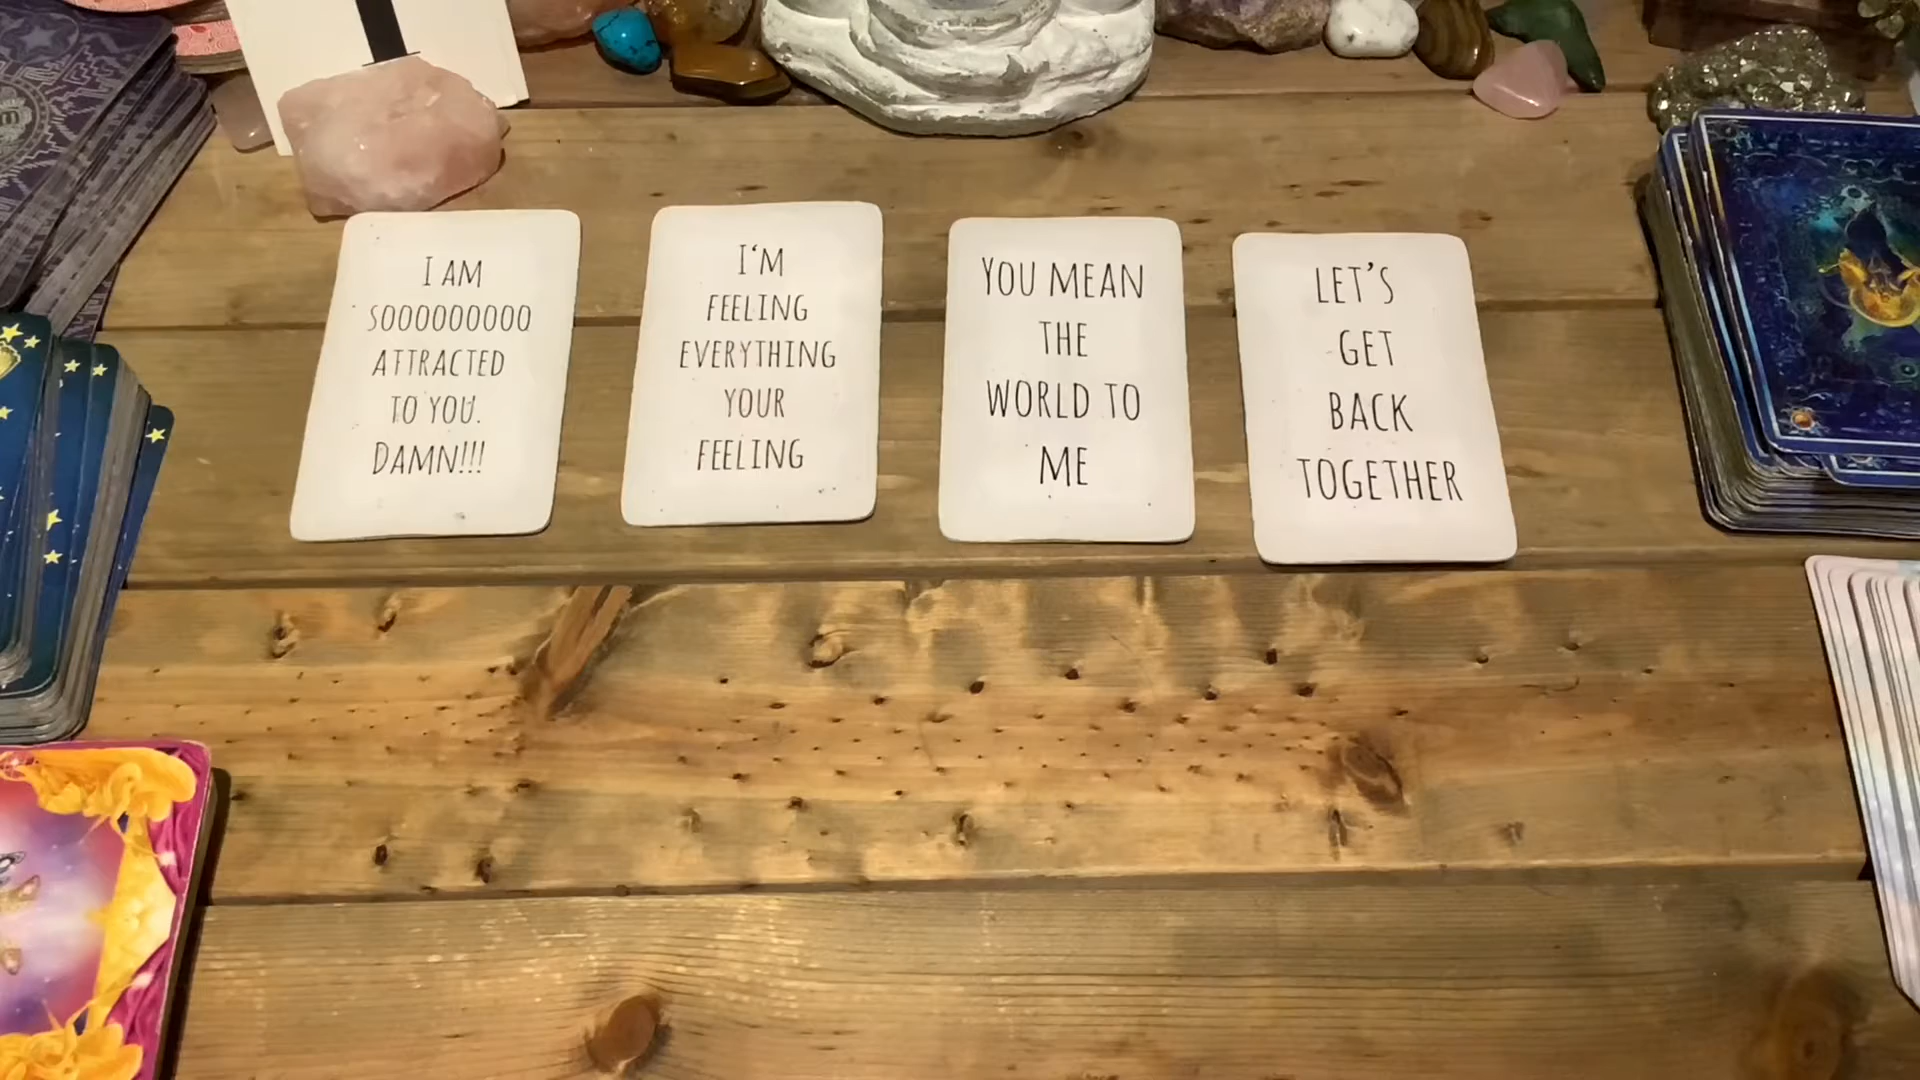 I AM
SOOOOOOOOO
ATTRACTED
TO YOU.
DAMN!!!
I'M
FEELING
EVERYTHING
YOUR
FEELING
YOU MEAN
THE
WORLD TO
ME
LET'S
GET
BACK
TOGETHER